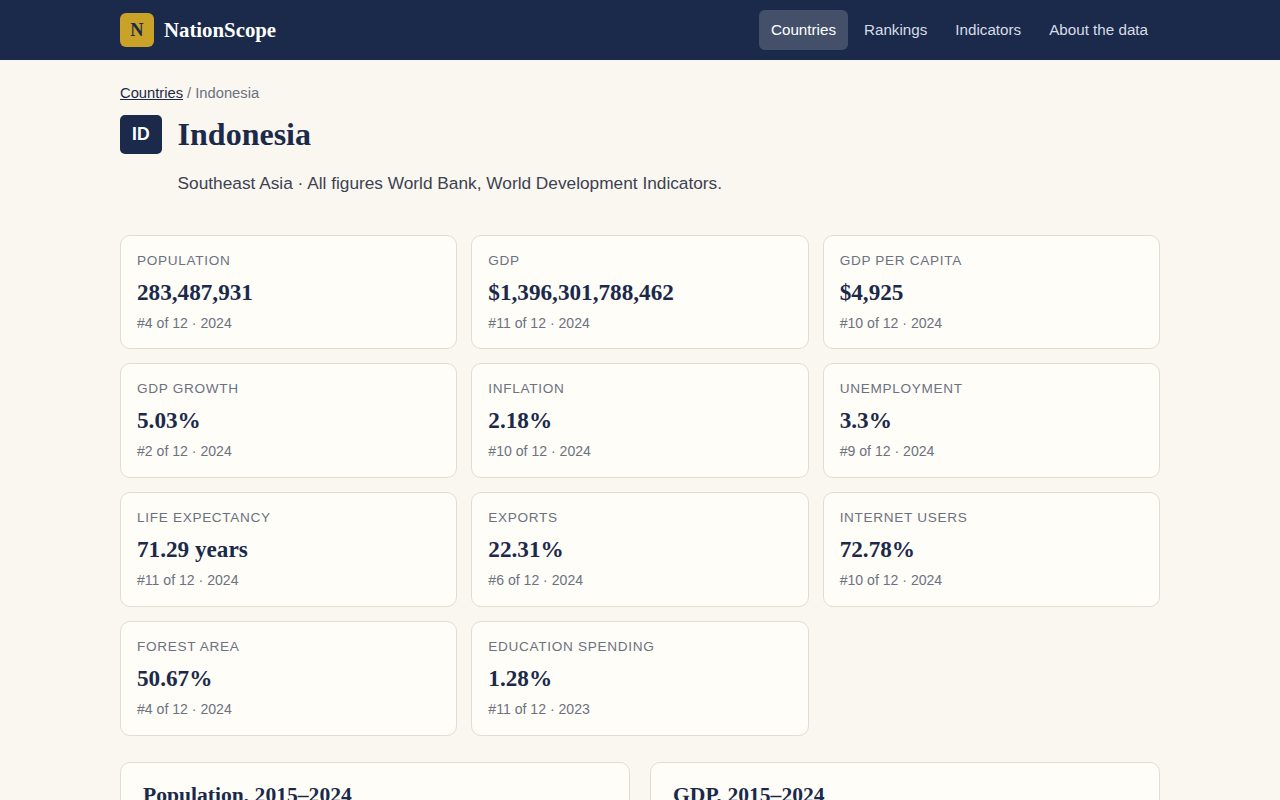 N NationScope Countries Rankings Indicators About the data
Countries / Indonesia
ID Indonesia
Southeast Asia · All figures World Bank, World Development Indicators.
POPULATION
283,487,931
#4 of 12 · 2024
GDP
$1,396,301,788,462
#11 of 12 · 2024
GDP PER CAPITA
$4,925
#10 of 12 · 2024
GDP GROWTH
5.03%
#2 of 12 · 2024
INFLATION
2.18%
#10 of 12 · 2024
UNEMPLOYMENT
3.3%
#9 of 12 · 2024
LIFE EXPECTANCY
71.29 years
#11 of 12 · 2024
EXPORTS
22.31%
#6 of 12 · 2024
INTERNET USERS
72.78%
#10 of 12 · 2024
FOREST AREA
50.67%
#4 of 12 · 2024
EDUCATION SPENDING
1.28%
#11 of 12 · 2023
Population, 2015–2024
GDP, 2015–2024